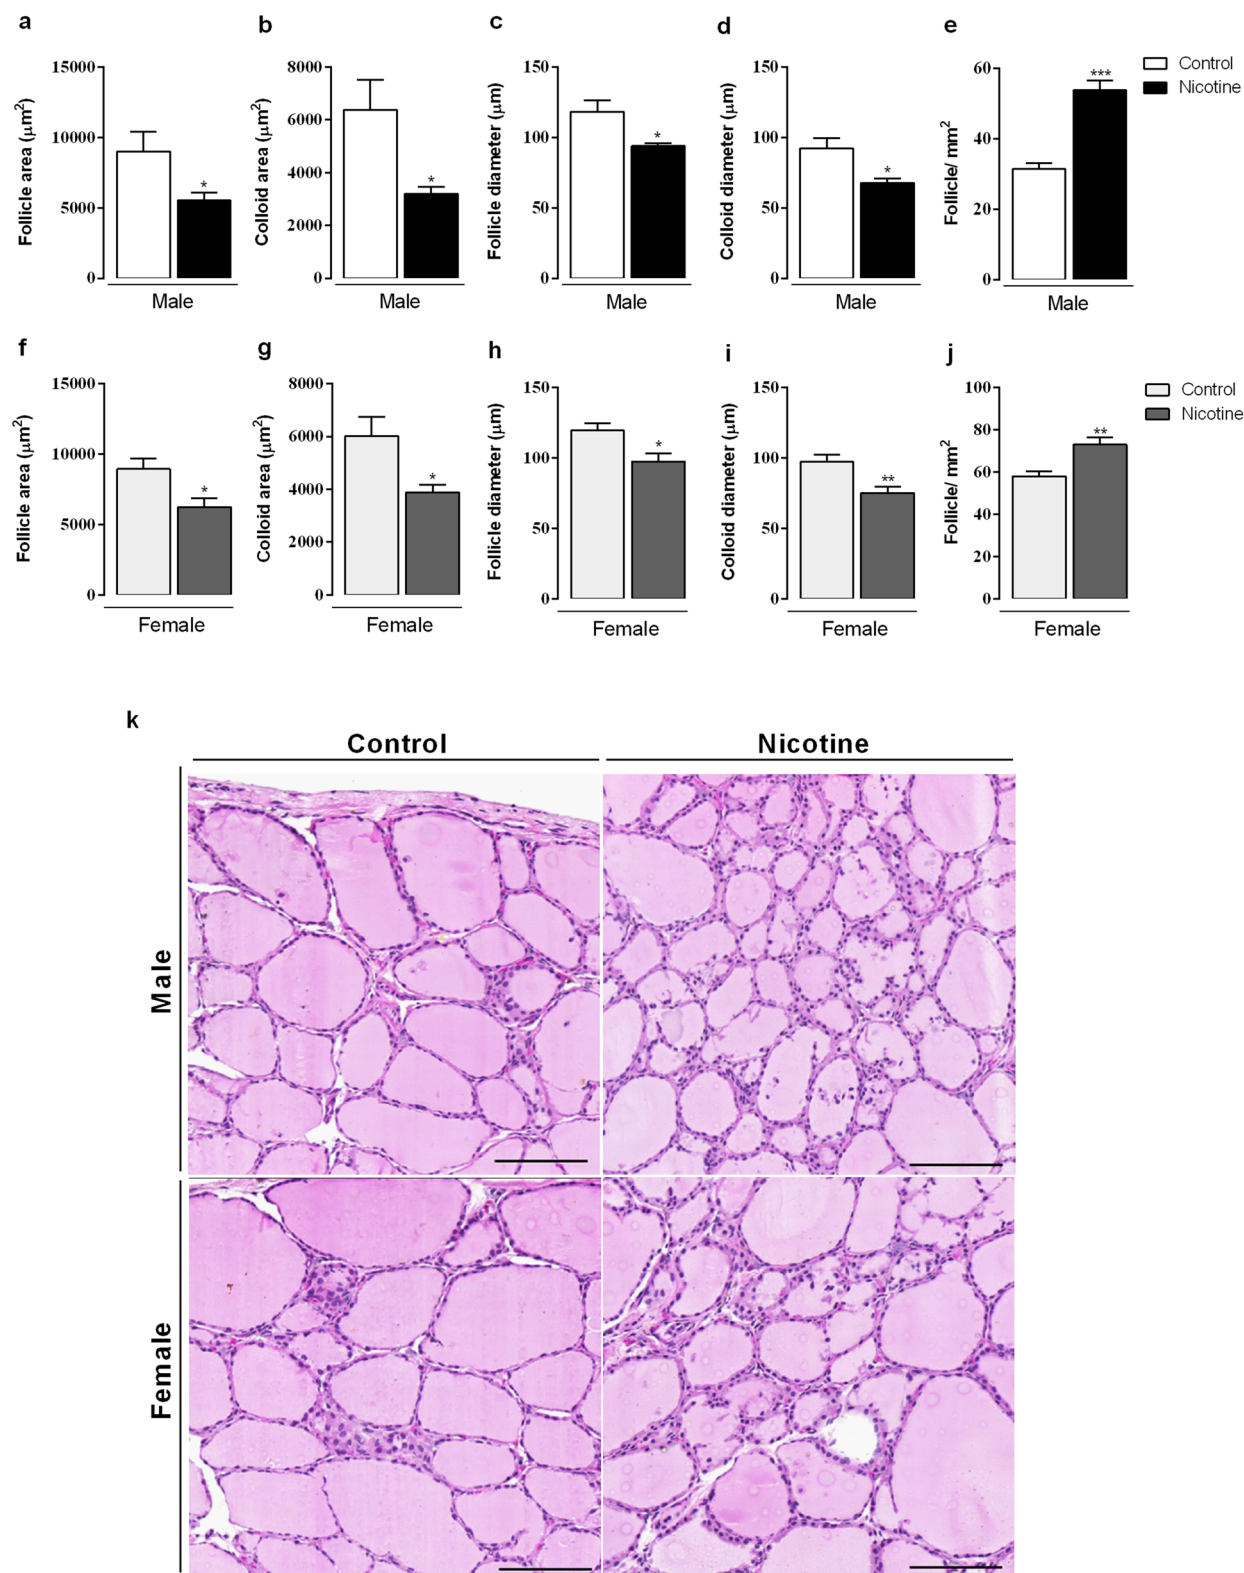 a
b
c
d
e
Follicle area (μm²)
15000
10000
5000
0
*
Male
Colloid area (μm²)
8000
6000
4000
2000
0
*
Male
Follicle diameter (μm)
150
100
50
0
*
Male
Colloid diameter (μm)
150
100
50
0
*
Male
Follicle/ mm²
60
40
20
0
***
Male
Control
Nicotine
f
g
h
i
j
Follicle area (μm²)
15000
10000
5000
0
*
Female
Colloid area (μm²)
8000
6000
4000
2000
0
*
Female
Follicle diameter (μm)
150
100
50
0
*
Female
Colloid diameter (μm)
150
100
50
0
**
Female
Follicle/ mm²
100
80
60
40
20
0
**
Female
Control
Nicotine
k
Control
Nicotine
Male
Female